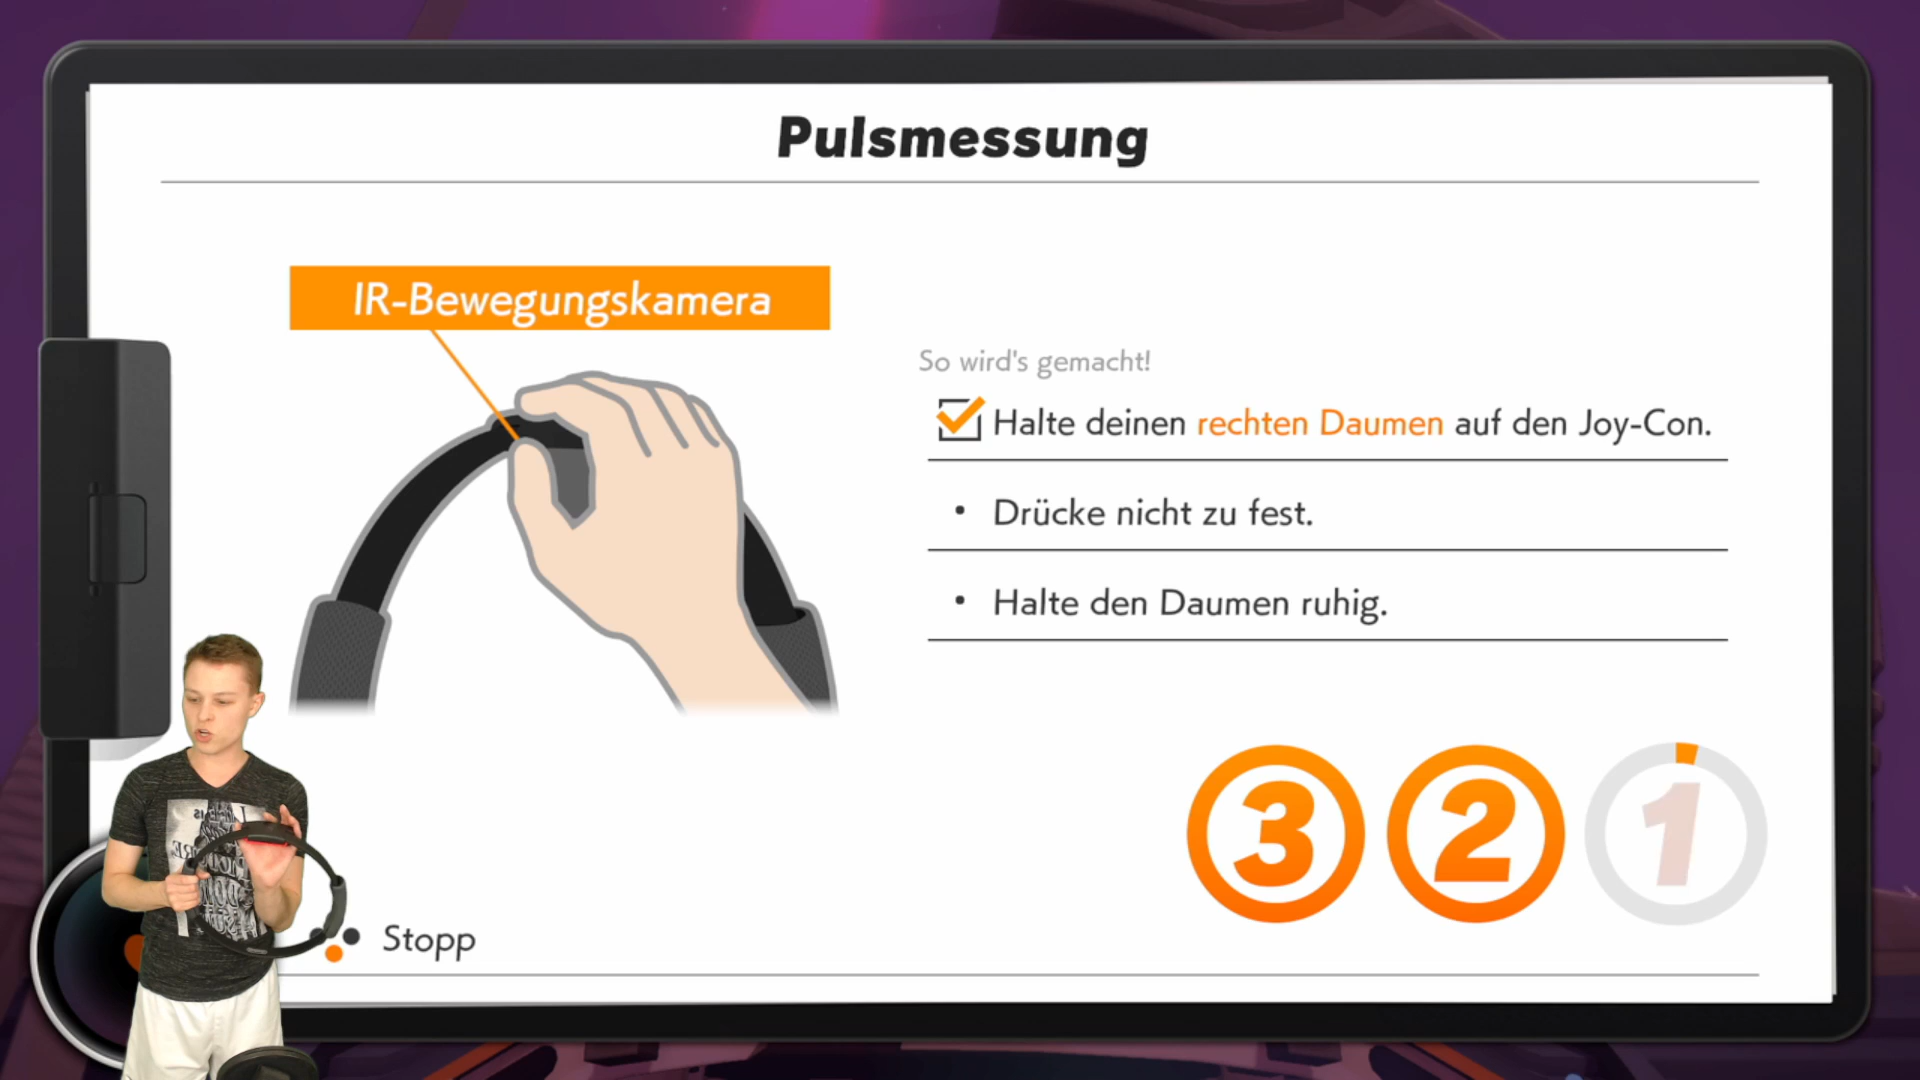 Pulsmessung
IR-Bewegungskamera
So wird's gemacht!
Halte deinen rechten Daumen auf den Joy-Con.
• Drücke nicht zu fest.
• Halte den Daumen ruhig.
3 2 1
Stopp